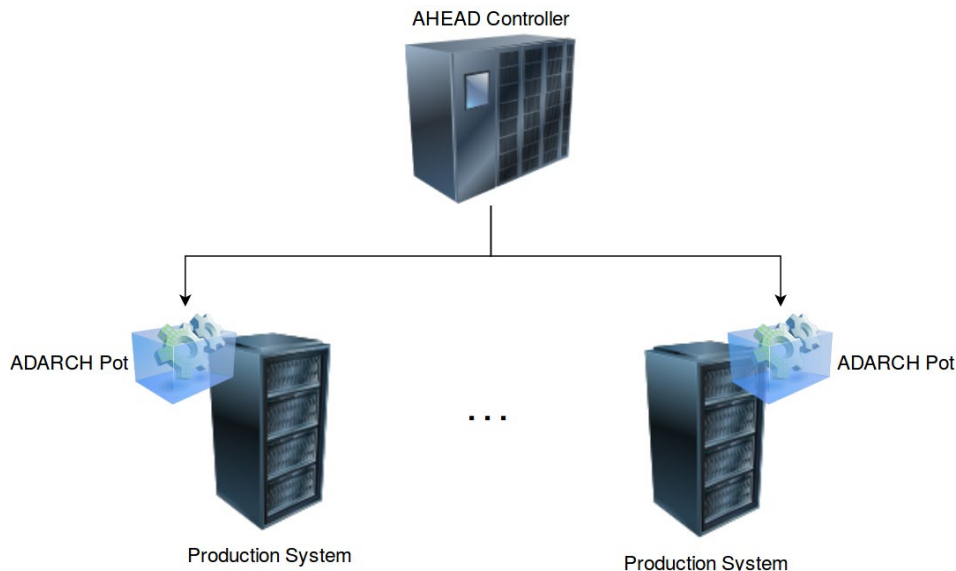 AHEAD Controller
ADARCH Pot
ADARCH Pot
. . .
Production System
Production System